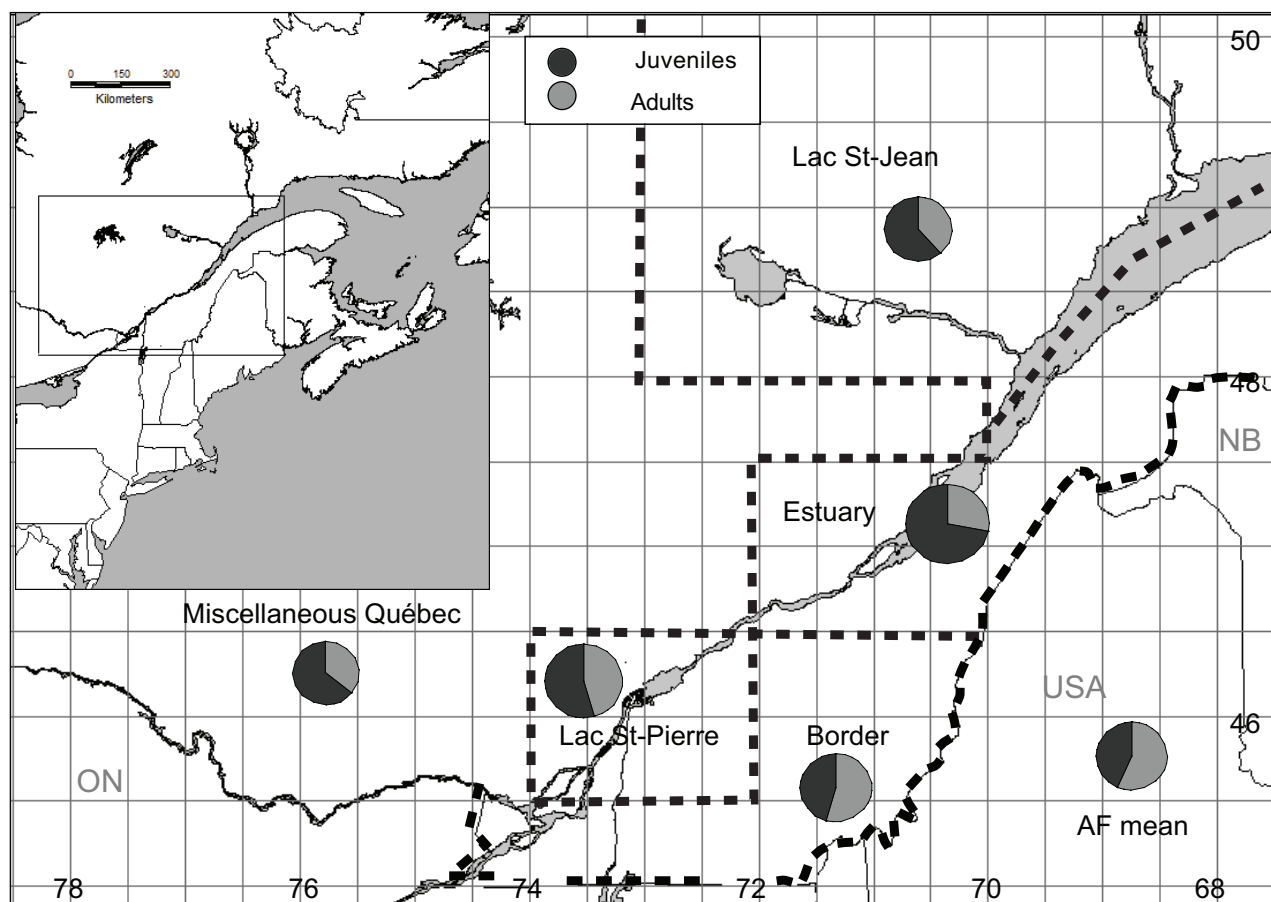 0 150 300
Kilometers
Juveniles
Adults
50
Lac St-Jean
48
NB
Estuary
Miscellaneous Québec
USA
Lac St-Pierre
Border
46
ON
AF mean
78 76 74 72 70 68